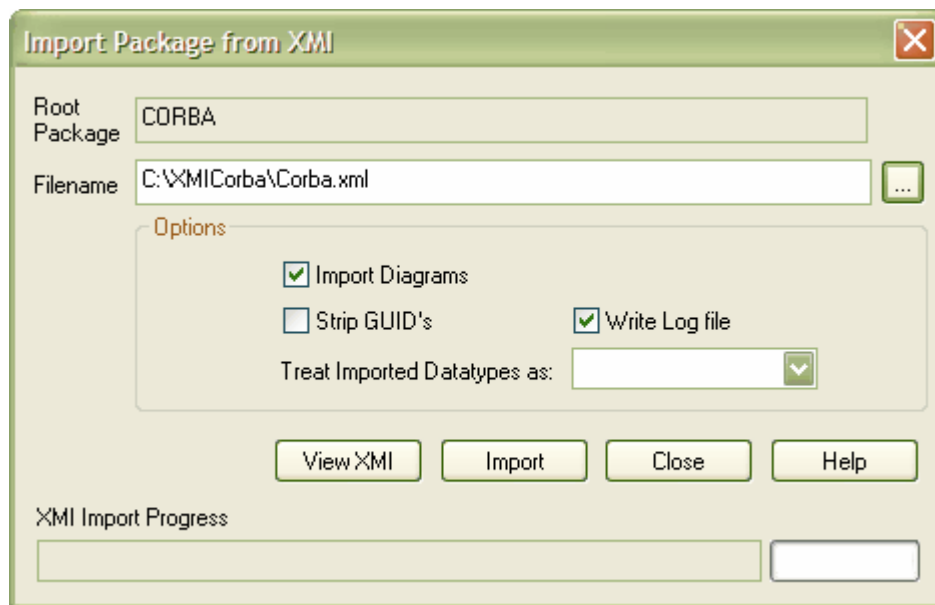 Import Package from XMI
Root
Package
CORBA
Filename
C:\XMICorba\Corba.xml
...
Options
Import Diagrams
Strip GUID's
Write Log file
Treat Imported Datatypes as:
View XMI
Import
Close
Help
XMI Import Progress